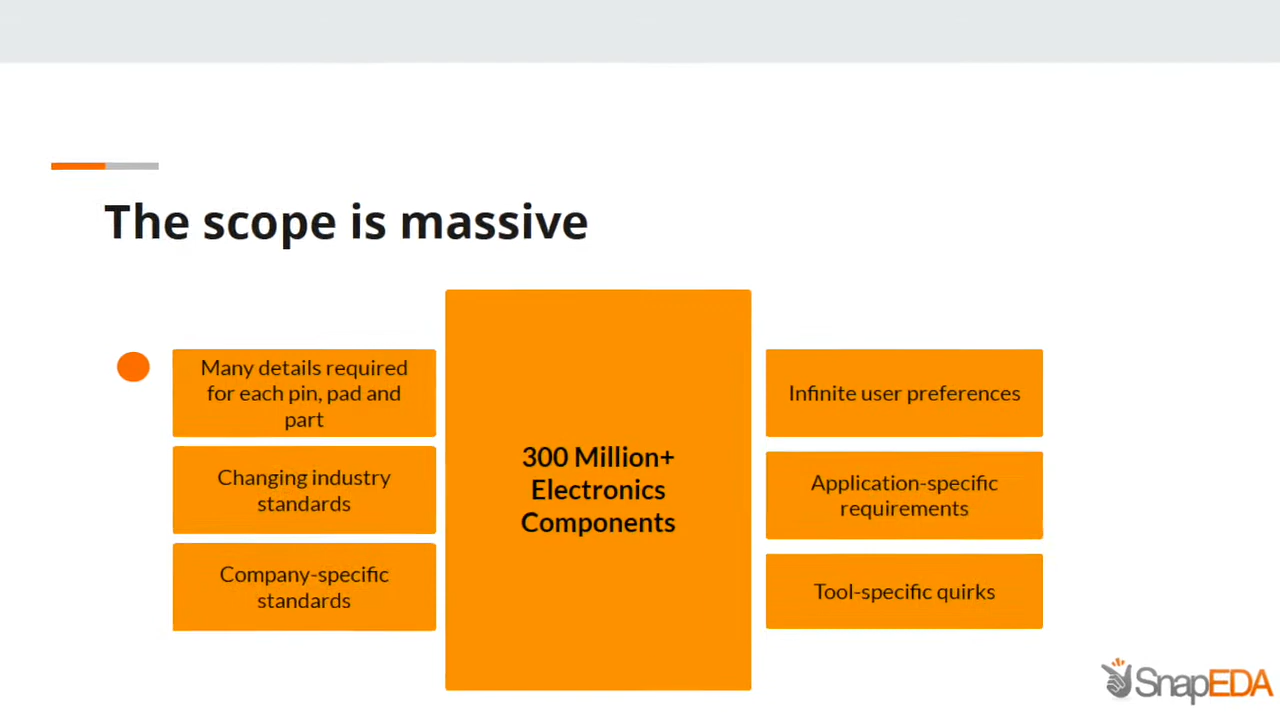 The scope is massive
Many details required
for each pin, pad and
part
Changing industry
standards
Company-specific
standards
300 Million+
Electronics
Components
Infinite user preferences
Application-specific
requirements
Tool-specific quirks
SnapEDA